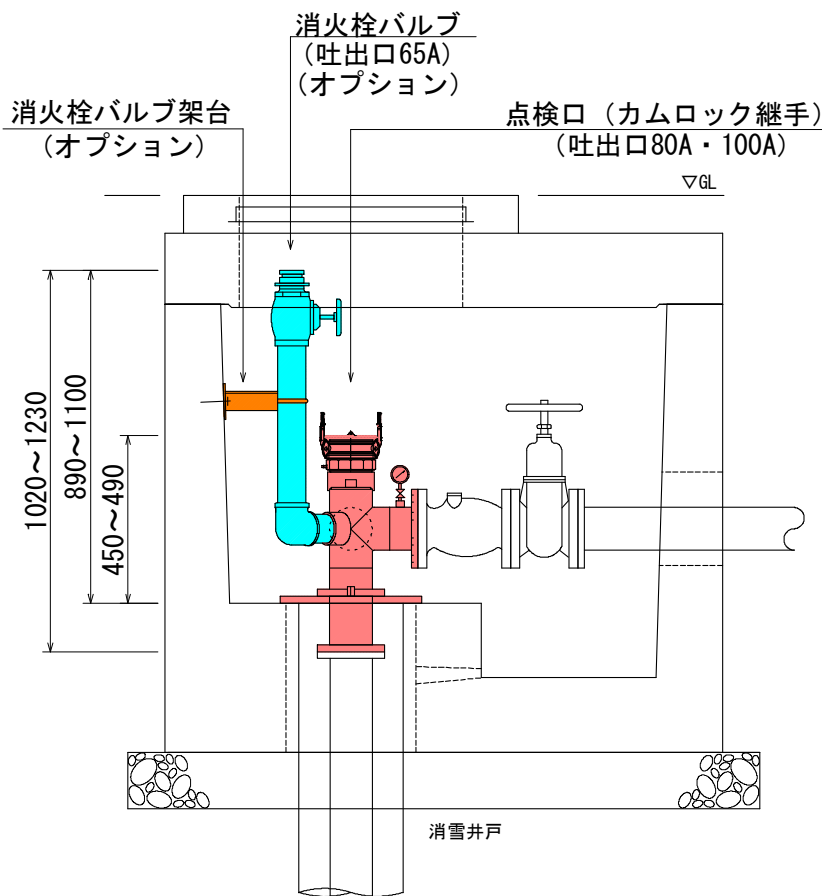 消火栓バルブ
(吐出口65A)
(オプション)
消火栓バルブ架台
(オプション)
点検口(カムロック継手)
(吐出口80A・100A)
▽GL
1020～1230
890～1100
450～490
消雪井戸